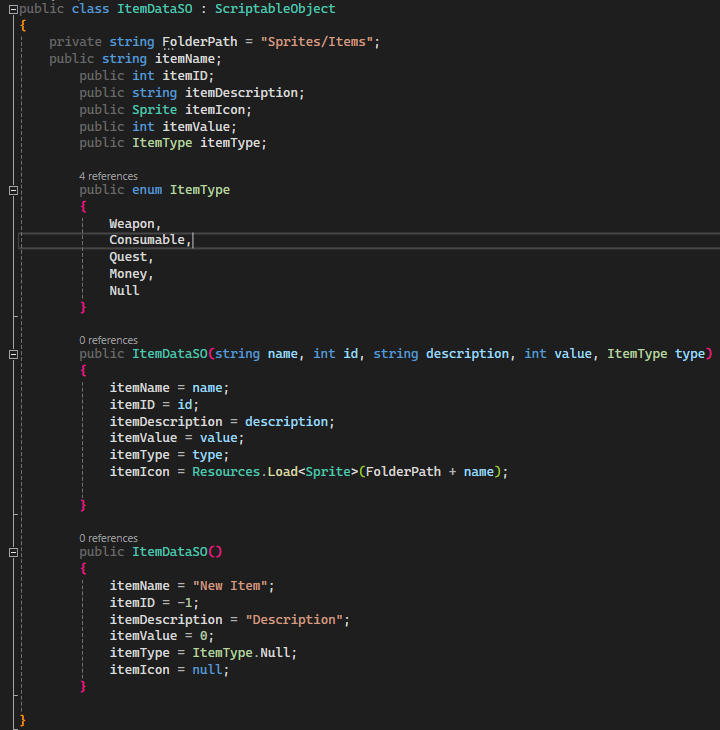 public class ItemDataSO : ScriptableObject
{
private string FolderPath = "Sprites/Items";
public string itemName;
public int itemID;
public string itemDescription;
public Sprite itemIcon;
public int itemValue;
public ItemType itemType;
4 references
public enum ItemType
{
Weapon,
Consumable,
Quest,
Money,
Null
}
0 references
public ItemDataSO(string name, int id, string description, int value, ItemType type)
{
itemName = name;
itemID = id;
itemDescription = description;
itemValue = value;
itemType = type;
itemIcon = Resources.Load<Sprite>(FolderPath + name);
}
0 references
public ItemDataSO()
{
itemName = "New Item";
itemID = -1;
itemDescription = "Description";
itemValue = 0;
itemType = ItemType.Null;
itemIcon = null;
}
}